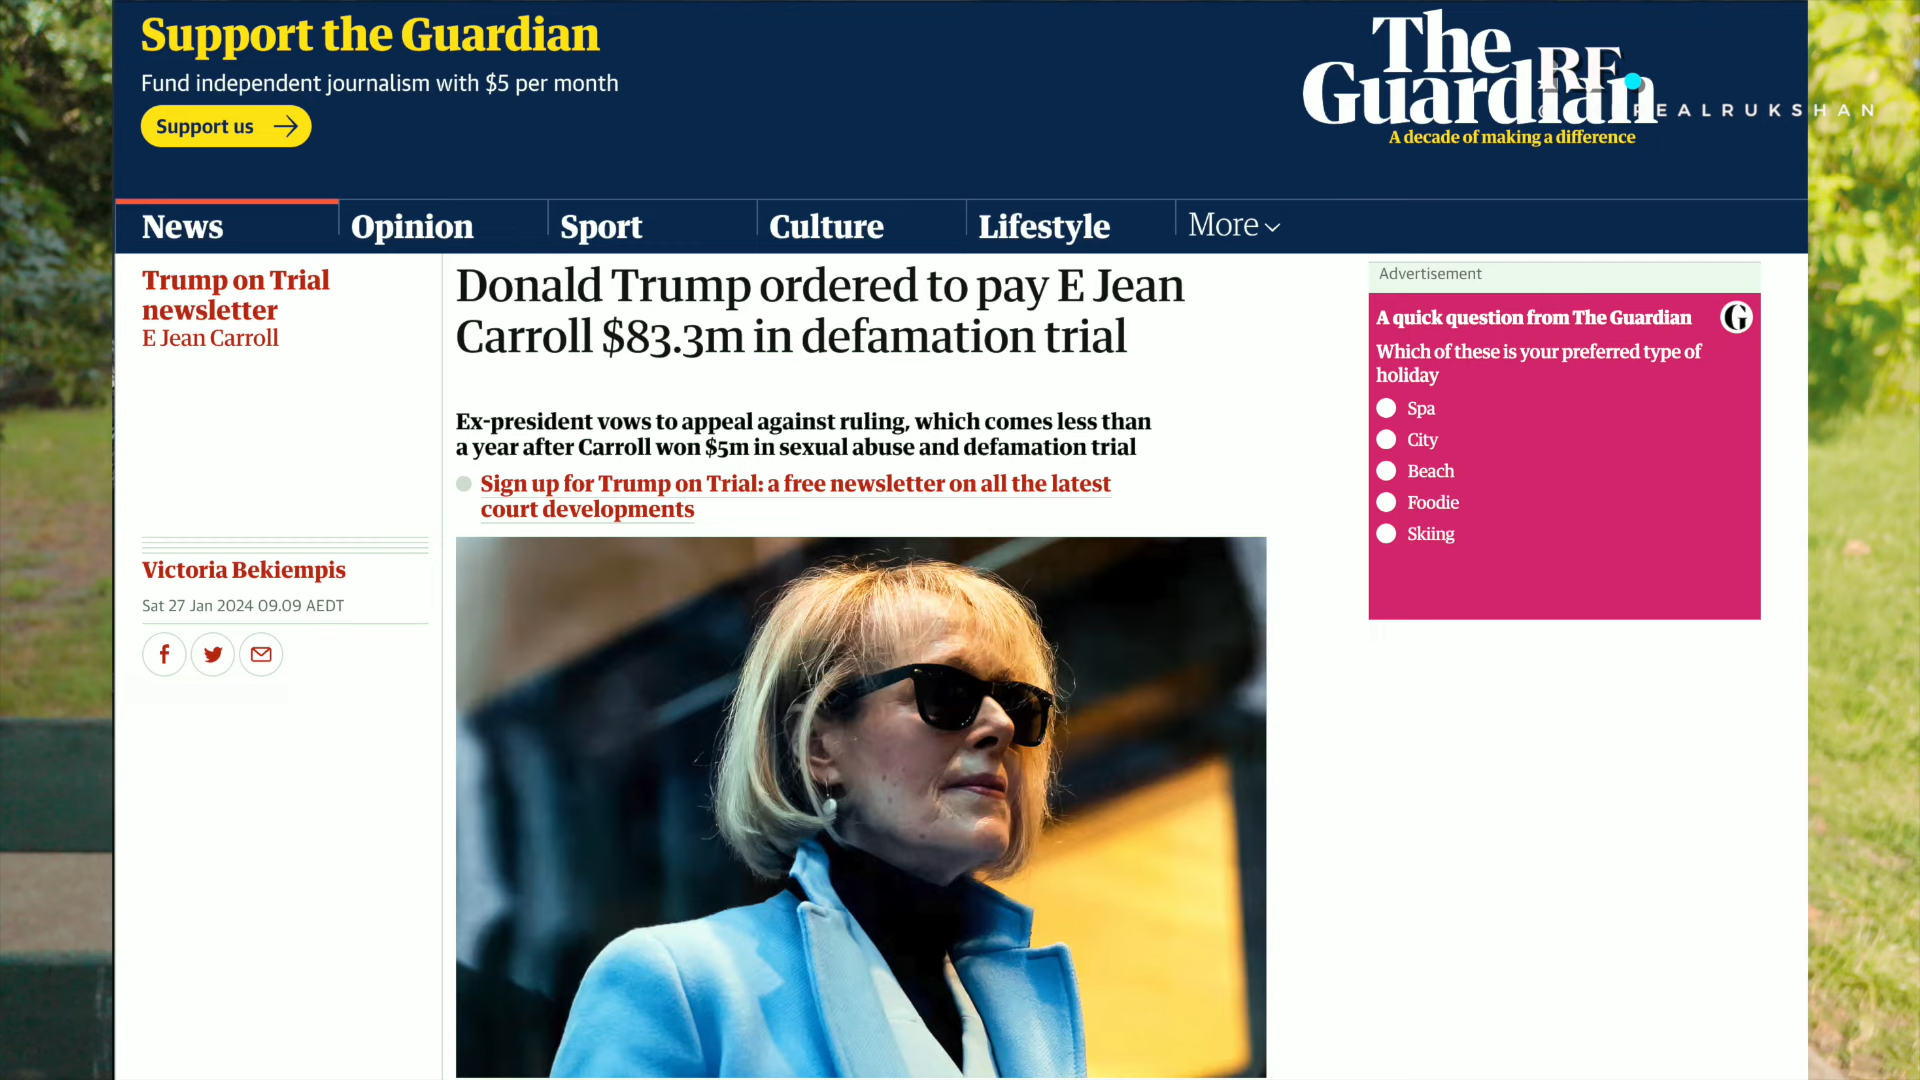 Support the Guardian
Fund independent journalism with $5 per month
Support us
The
Guardian
A decade of making a difference
RF.
EALRUKSHAN
News
Opinion
Sport
Culture
Lifestyle
More
Trump on Trial
newsletter
E Jean Carroll
Donald Trump ordered to pay E Jean
Carroll $83.3m in defamation trial
Ex-president vows to appeal against ruling, which comes less than
a year after Carroll won $5m in sexual abuse and defamation trial
Sign up for Trump on Trial: a free newsletter on all the latest
court developments
Victoria Bekiempis
Sat 27 Jan 2024 09.09 AEDT
Advertisement
A quick question from The Guardian
G
Which of these is your preferred type of
holiday
Spa
City
Beach
Foodie
Skiing